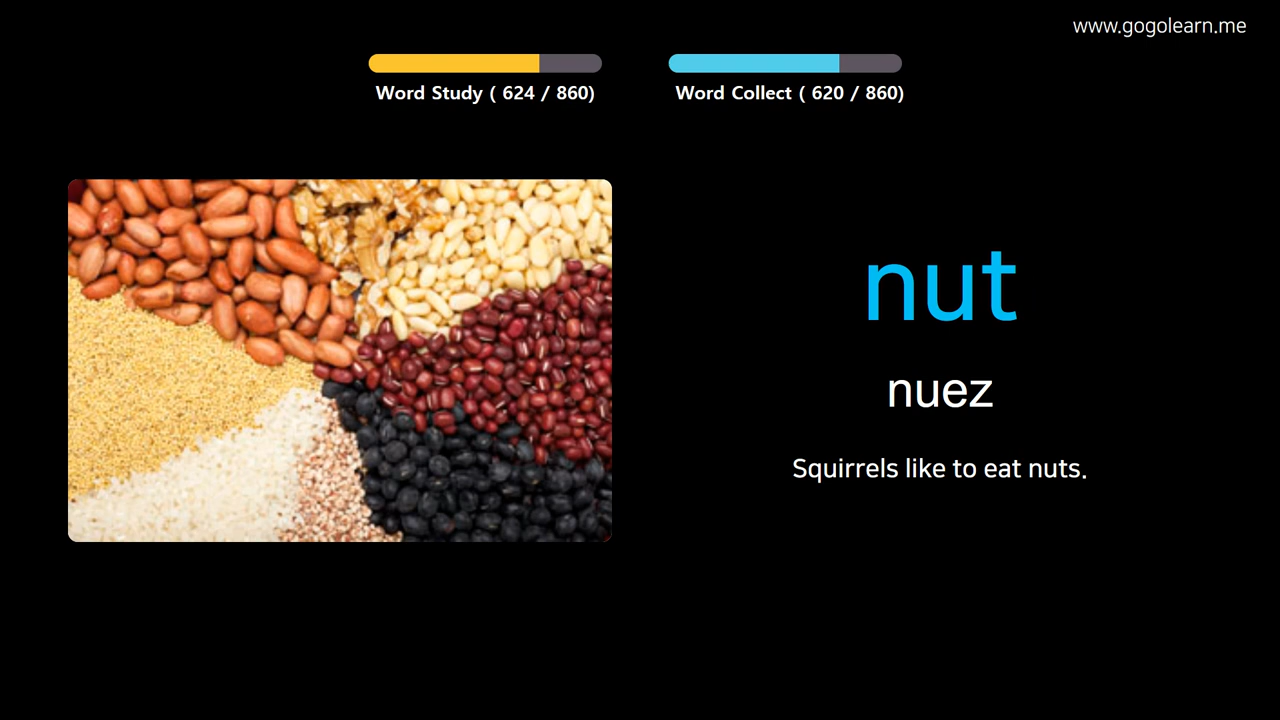 www.gogolearn.me
Word Study ( 624 / 860)
Word Collect ( 620 / 860)
nut
nuez
Squirrels like to eat nuts.